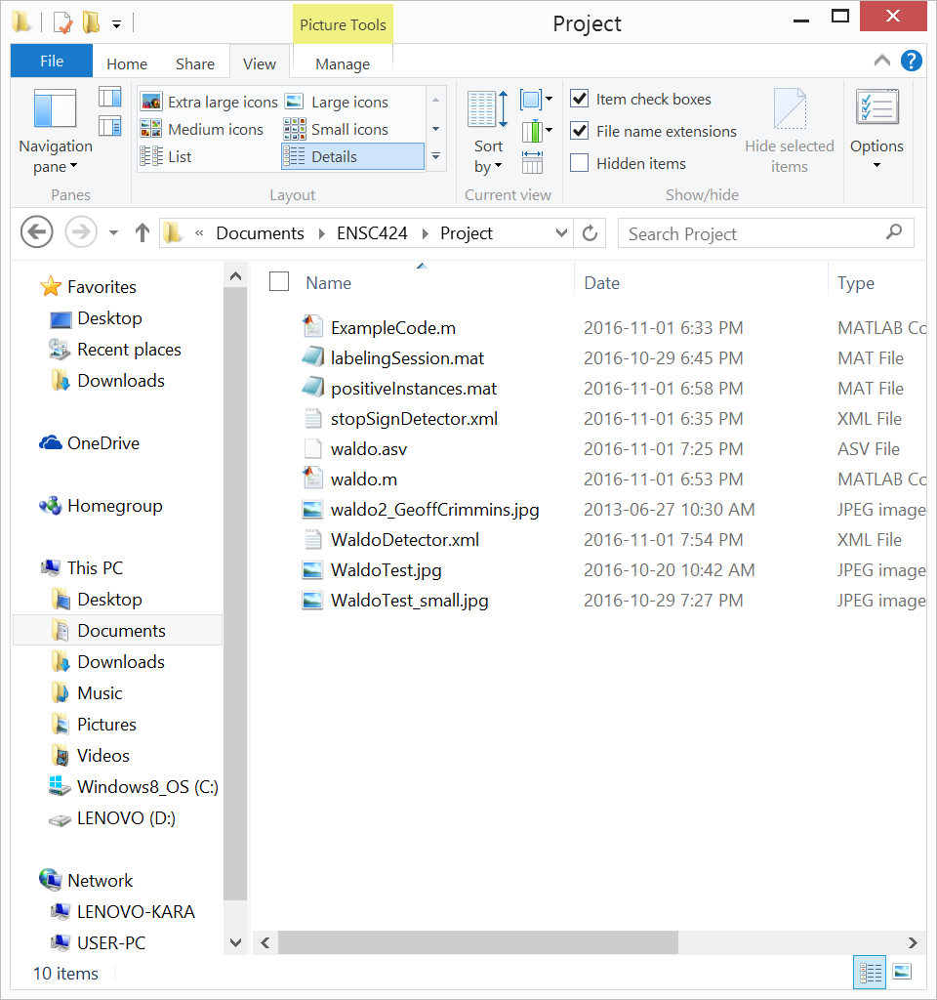 Picture Tools
Project
File
Home
Share
View
Manage
Navigation pane
Extra large icons
Large icons
Medium icons
Small icons
List
Details
Sort by
Item check boxes
File name extensions
Hidden items
Hide selected items
Options
Panes
Layout
Current view
Show/hide
« Documents ENSC424 Project
Search Project
Favorites
Desktop
Recent places
Downloads
OneDrive
Homegroup
This PC
Desktop
Documents
Downloads
Music
Pictures
Videos
Windows8_OS (C:)
LENOVO (D:)
Network
LENOVO-KARA
USER-PC
Name Date Type
ExampleCode.m 2016-11-01 6:33 PM MATLAB Co
labelingSession.mat 2016-10-29 6:45 PM MAT File
positiveInstances.mat 2016-11-01 6:58 PM MAT File
stopSignDetector.xml 2016-11-01 6:35 PM XML File
waldo.asv 2016-11-01 7:25 PM ASV File
waldo.m 2016-11-01 6:53 PM MATLAB Co
waldo2_GeoffCrimmins.jpg 2013-06-27 10:30 AM JPEG image
WaldoDetector.xml 2016-11-01 7:54 PM XML File
WaldoTest.jpg 2016-10-20 10:42 AM JPEG image
WaldoTest_small.jpg 2016-10-29 7:27 PM JPEG image
10 items